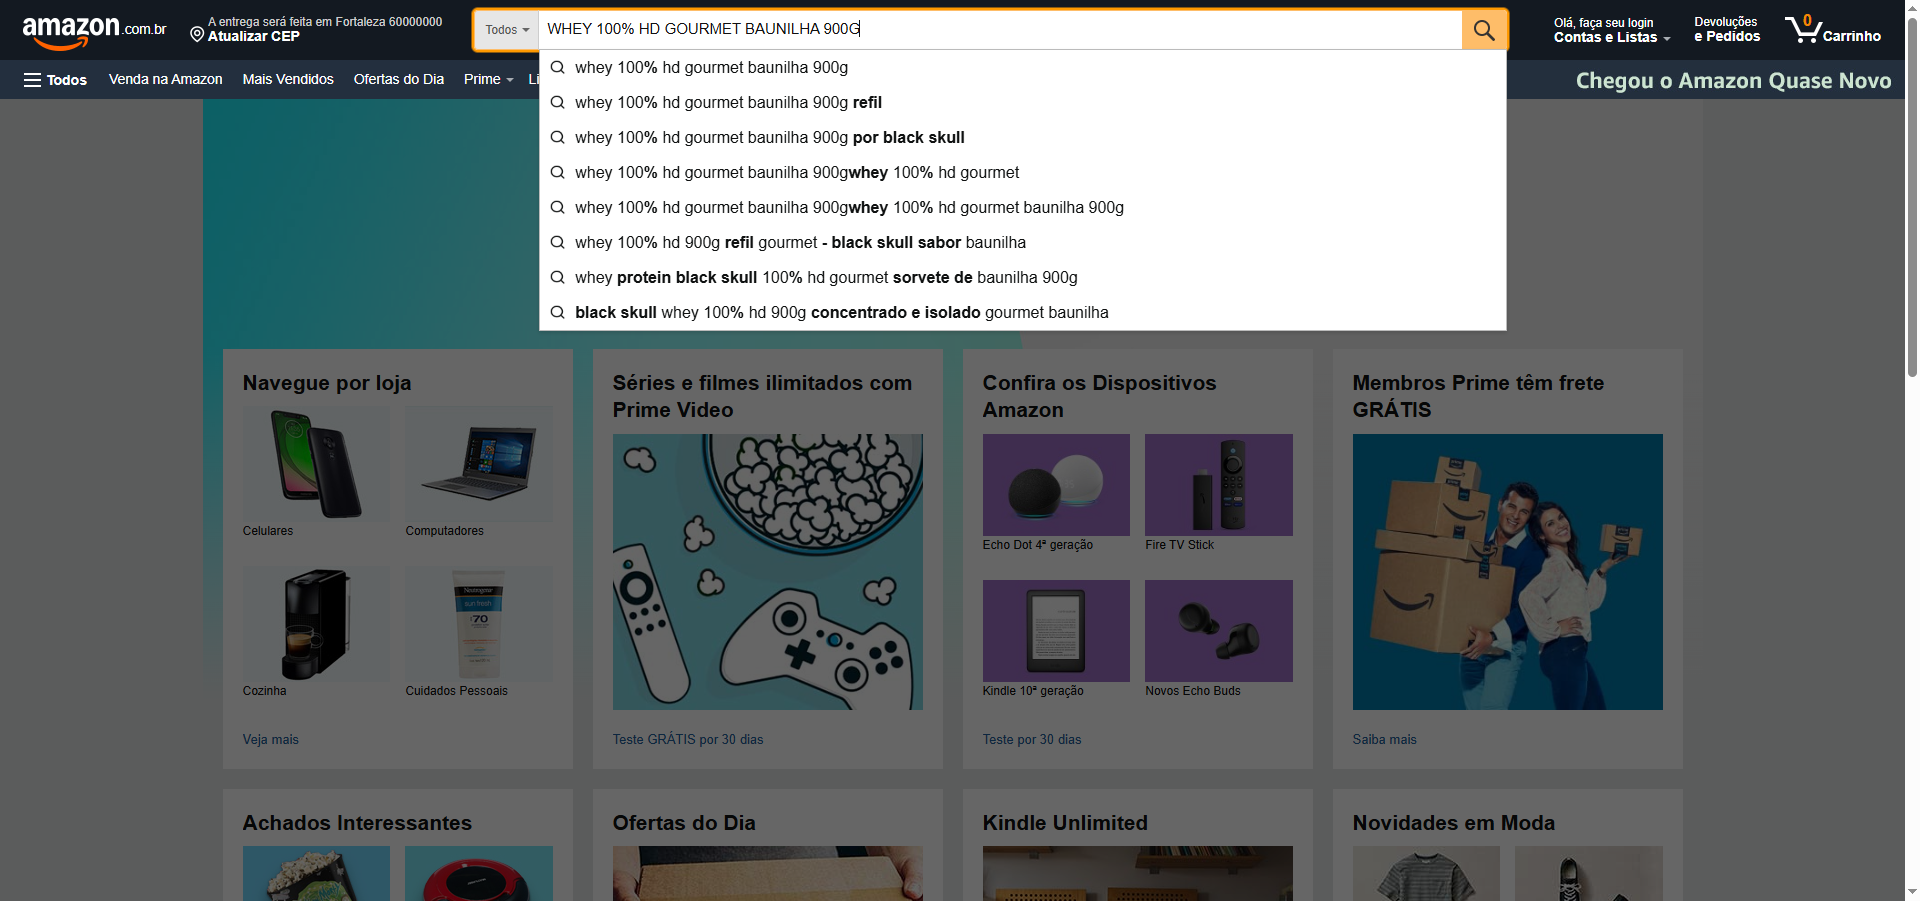 amazon.com.br
A entrega será feita em Fortaleza 60000000
Atualizar CEP
Todos
WHEY 100% HD GOURMET BAUNILHA 900G
Olá, faça seu login
Contas e Listas
Devoluções
e Pedidos
0
Carrinho
Todos
Venda na Amazon
Mais Vendidos
Ofertas do Dia
Prime
Li
Chegou o Amazon Quase Novo
whey 100% hd gourmet baunilha 900g
whey 100% hd gourmet baunilha 900g refil
whey 100% hd gourmet baunilha 900g por black skull
whey 100% hd gourmet baunilha 900gwhey 100% hd gourmet
whey 100% hd gourmet baunilha 900gwhey 100% hd gourmet baunilha 900g
whey 100% hd 900g refil gourmet - black skull sabor baunilha
whey protein black skull 100% hd gourmet sorvete de baunilha 900g
black skull whey 100% hd 900g concentrado e isolado gourmet baunilha
Navegue por loja
Celulares
Computadores
Neutrogena
sun fresh
70
Cozinha
Cuidados Pessoais
Veja mais
Séries e filmes ilimitados com
Prime Video
Teste GRÁTIS por 30 dias
Confira os Dispositivos
Amazon
Echo Dot 4ª geração
Fire TV Stick
Kindle 10ª geração
Novos Echo Buds
Teste por 30 dias
Membros Prime têm frete
GRÁTIS
Saiba mais
Achados Interessantes
Ofertas do Dia
Kindle Unlimited
Novidades em Moda